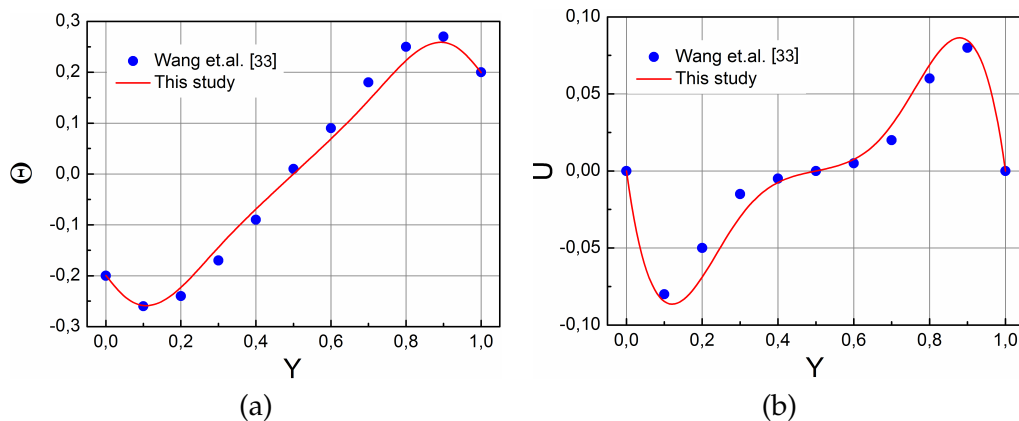 0,3
0,2
0,1
0,0
-0,1
-0,2
-0,3
Θ
Wang et.al. [33]
This study
0,0 0,2 0,4 0,6 0,8 1,0
Y
(a)
0,10
0,05
0,00
-0,05
-0,10
U
Wang et.al. [33]
This study
0,0 0,2 0,4 0,6 0,8 1,0
Y
(b)